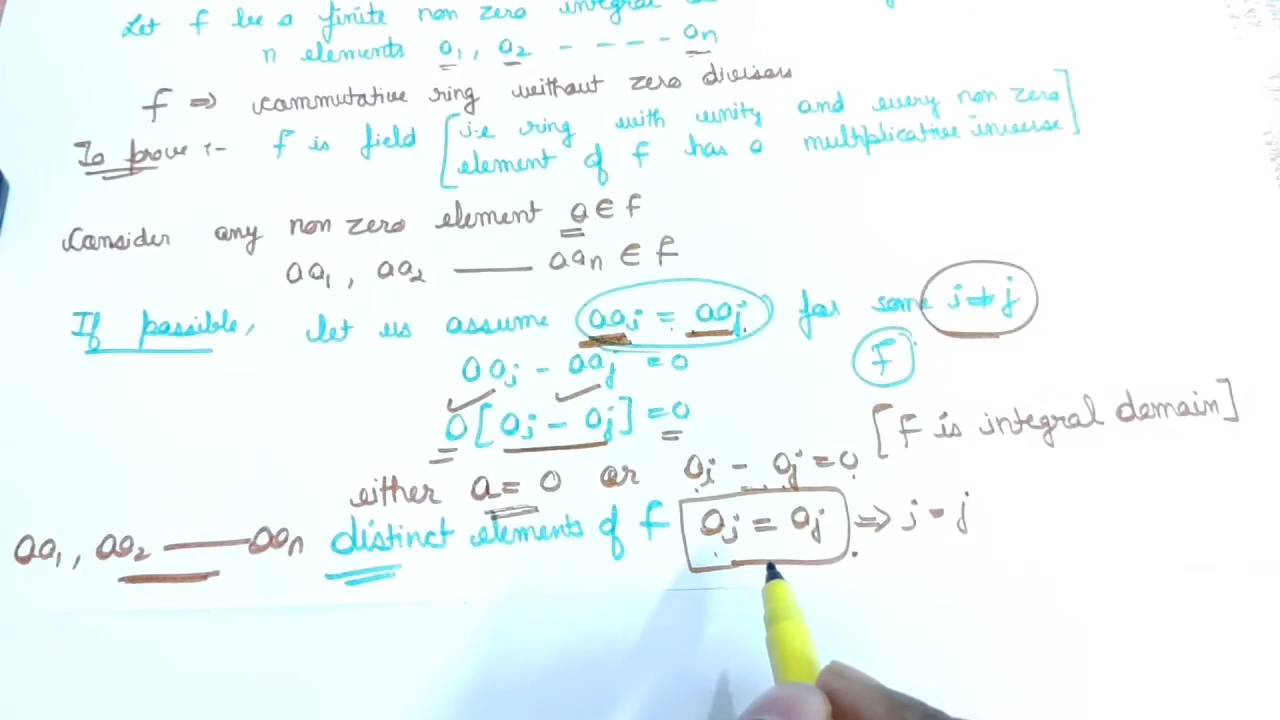 Let f be a finite non zero integral
n elements a1, a2 - - - - - an
f ⇒ commutative ring without zero divisors
To prove :- f is field [i.e ring with unity and every non zero
element of f has a multiplicative inverse]
Consider any non zero element a ∈ f
aa1, aa2 —— aan ∈ f
If possible, let us assume aai = aaj for some i ≠ j
aai - aaj = 0
F
a[ai - aj] = 0
[F is integral domain]
either a = 0 or ai - aj = 0
aa1, aa2 —— aan distinct elements of f ai = aj ⇒ i = j